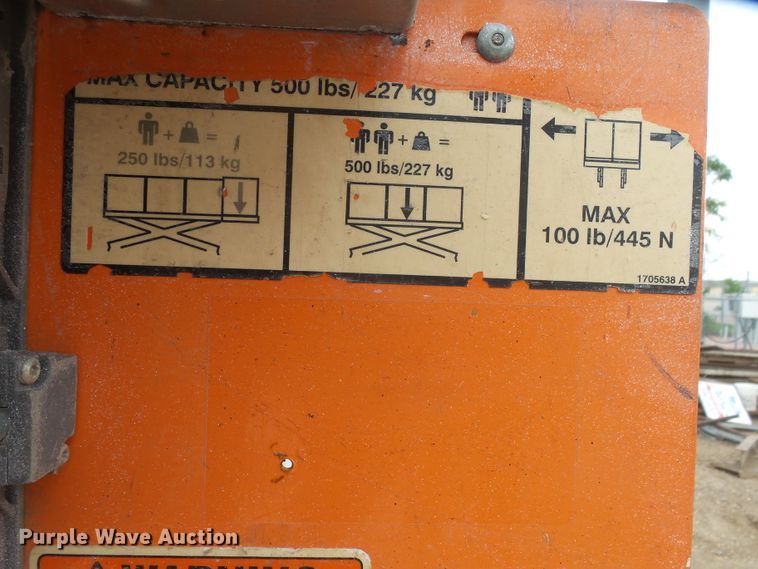 MAX CAPACITY 500 lbs/ 227 kg
+ =
250 lbs/113 kg
+ =
500 lbs/227 kg
MAX
100 lb/445 N
1705638 A
Purple Wave Auction
WARNING